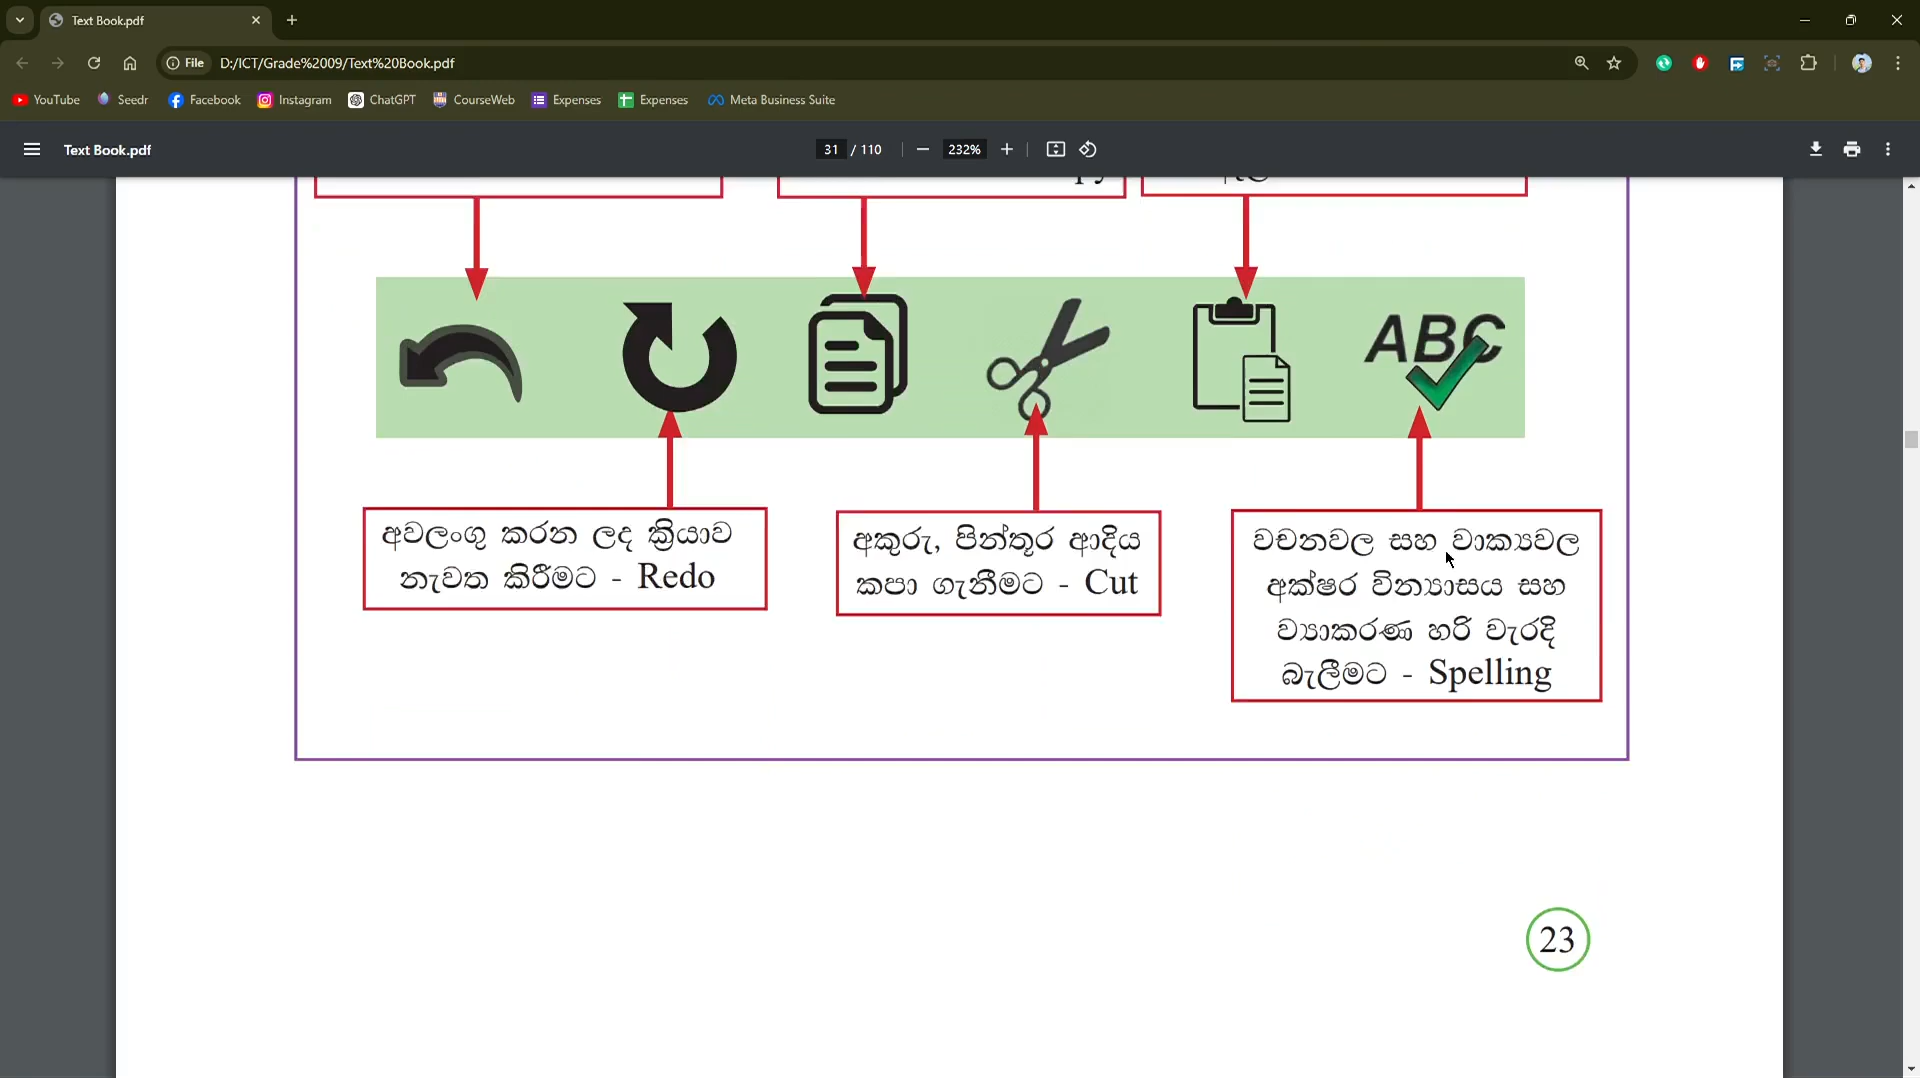 Text Book.pdf
File D:/ICT/Grade%2009/Text%20Book.pdf
YouTube Seedr Facebook Instagram ChatGPT CourseWeb Expenses Expenses Meta Business Suite
Text Book.pdf 31 / 110 232%
ABC
අවලංගු කරන ලද ක්‍රියාව
නැවත කිරීමට - Redo
අකුරු, පින්තූර ආදිය
කපා ගැනීමට - Cut
වචනවල සහ වාක්‍යවල
අක්ෂර වින්‍යාසය සහ
ව්‍යාකරණ හරි වැරදි
බැලීමට - Spelling
23